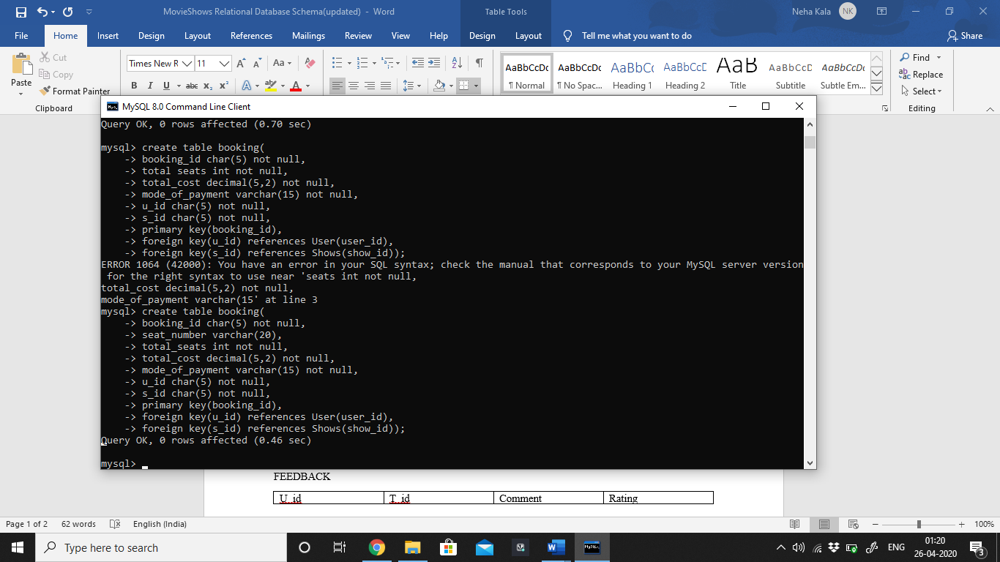 MovieShows Relational Database Schema(updated) - Word
Table Tools
Neha Kala
NK
File Home Insert Design Layout References Mailings Review View Help Design Layout Tell me what you want to do Share
Paste
Cut
Copy
Format Painter
Clipboard
Times New R 11
AaBbCcDc AaBbCcDc AaBbCc AaBbCcD AaB AaBbCcD AaBbCcDc
¶ Normal ¶ No Spac... Heading 1 Heading 2 Title Subtitle Subtle Em...
Find
Replace
Select
Editing
MySQL 8.0 Command Line Client
Query OK, 0 rows affected (0.70 sec)
mysql> create table booking(
-> booking_id char(5) not null,
-> total seats int not null,
-> total_cost decimal(5,2) not null,
-> mode_of_payment varchar(15) not null,
-> u_id char(5) not null,
-> s_id char(5) not null,
-> primary key(booking_id),
-> foreign key(u_id) references User(user_id),
-> foreign key(s_id) references Shows(show_id));
ERROR 1064 (42000): You have an error in your SQL syntax; check the manual that corresponds to your MySQL server version
for the right syntax to use near 'seats int not null,
total_cost decimal(5,2) not null,
mode_of_payment varchar(15' at line 3
mysql> create table booking(
-> booking_id char(5) not null,
-> seat_number varchar(20),
-> total_seats int not null,
-> total_cost decimal(5,2) not null,
-> mode_of_payment varchar(15) not null,
-> u_id char(5) not null,
-> s_id char(5) not null,
-> primary key(booking_id),
-> foreign key(u_id) references User(user_id),
-> foreign key(s_id) references Shows(show_id));
Query OK, 0 rows affected (0.46 sec)
mysql>
FEEDBACK
U_id T_id Comment Rating
Page 1 of 2 62 words English (India) 100%
Type here to search
ENG
01:20
26-04-2020
3